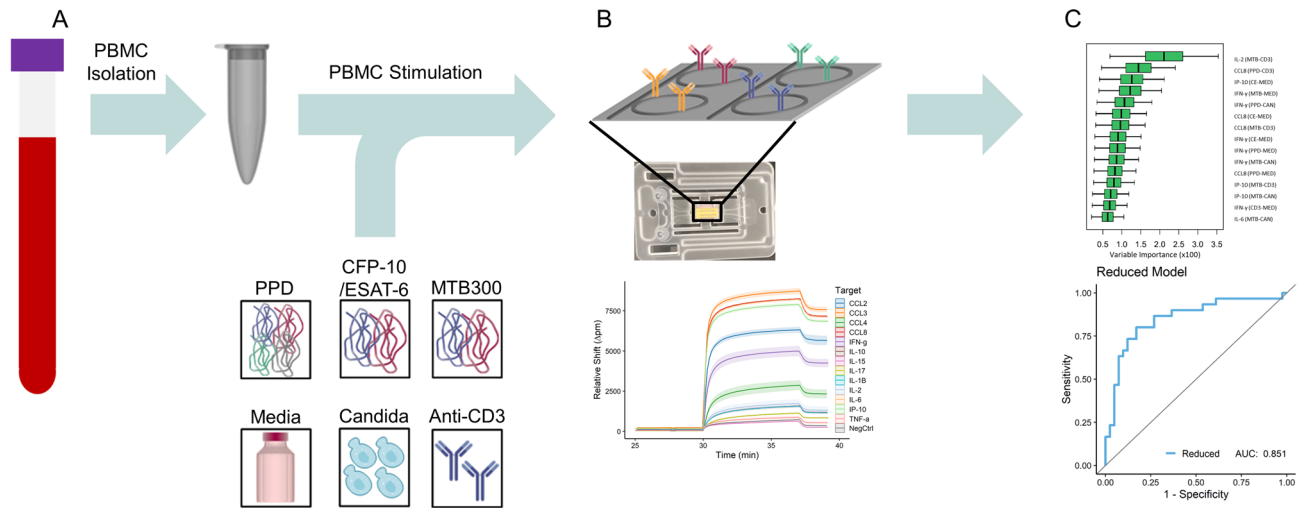 A
PBMC
Isolation
PBMC Stimulation
PPD
CFP-10
/ESAT-6
MTB300
Media
Candida
Anti-CD3
B
7500
5000
2500
0
25
30
35
40
Relative Shift (Δpm)
Time (min)
Target
CCL2
CCL3
CCL4
CCL8
IFN-g
IL-10
IL-15
IL-17
IL-1B
IL-2
IL-6
IP-10
TNF-a
NegCtrl
C
IL-2 (MTB-CD3)
CCL8 (PPD-CD3)
IP-10 (CE-MED)
IFN-γ (MTB-MED)
IFN-γ (PPD-CAN)
CCL8 (CE-MED)
CCL8 (MTB-CD3)
IFN-γ (CE-MED)
IFN-γ (PPD-MED)
IFN-γ (MTB-CAN)
CCL8 (PPD-MED)
IP-10 (MTB-CD3)
IP-10 (MTB-CAN)
IFN-γ (CD3-MED)
IL-6 (MTB-CAN)
0.5 1.0 1.5 2.0 2.5 3.0 3.5
Variable Importance (x100)
Reduced Model
1.00
0.75
0.50
0.25
0.00
Sensitivity
Reduced AUC: 0.851
0.00 0.25 0.50 0.75 1.00
1 - Specificity